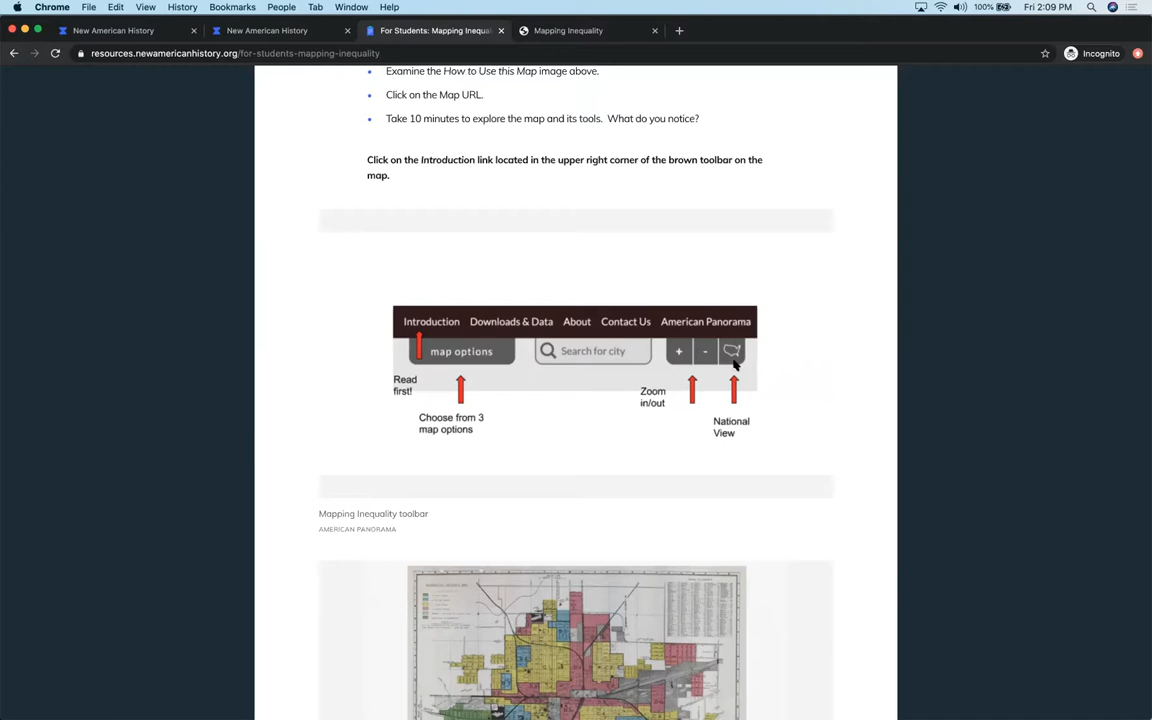 Chrome File Edit View History Bookmarks People Tab Window Help 100% Fri 2:09 PM
New American History New American History For Students: Mapping Inequal Mapping Inequality
resources.newamericanhistory.org/for-students-mapping-inequality Incognito
Examine the How to Use this Map image above.
Click on the Map URL.
Take 10 minutes to explore the map and its tools. What do you notice?
Click on the Introduction link located in the upper right corner of the brown toolbar on the
map.
Introduction Downloads & Data About Contact Us American Panorama
map options Search for city + -
Read
first!
Choose from 3
map options
Zoom
in/out
National
View
Mapping Inequality toolbar
AMERICAN PANORAMA